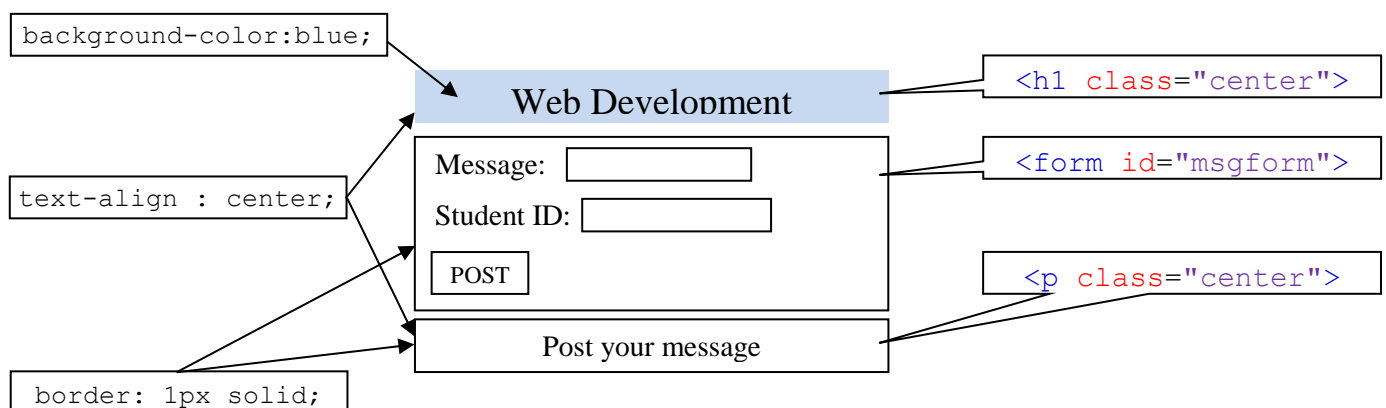 background-color:blue;
<h1 class="center">
Web Development
Message:
<form id="msgform">
text-align : center;
Student ID:
POST
<p class="center">
Post your message
border: 1px solid;